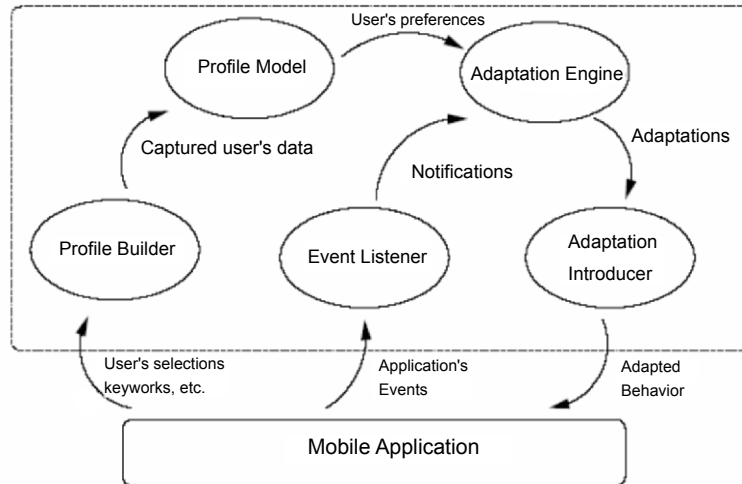 User's preferences
Profile Model
Adaptation Engine
Captured user's data
Notifications
Adaptations
Profile Builder
Event Listener
Adaptation
Introducer
User's selections
keyworks, etc.
Application's
Events
Adapted
Behavior
Mobile Application